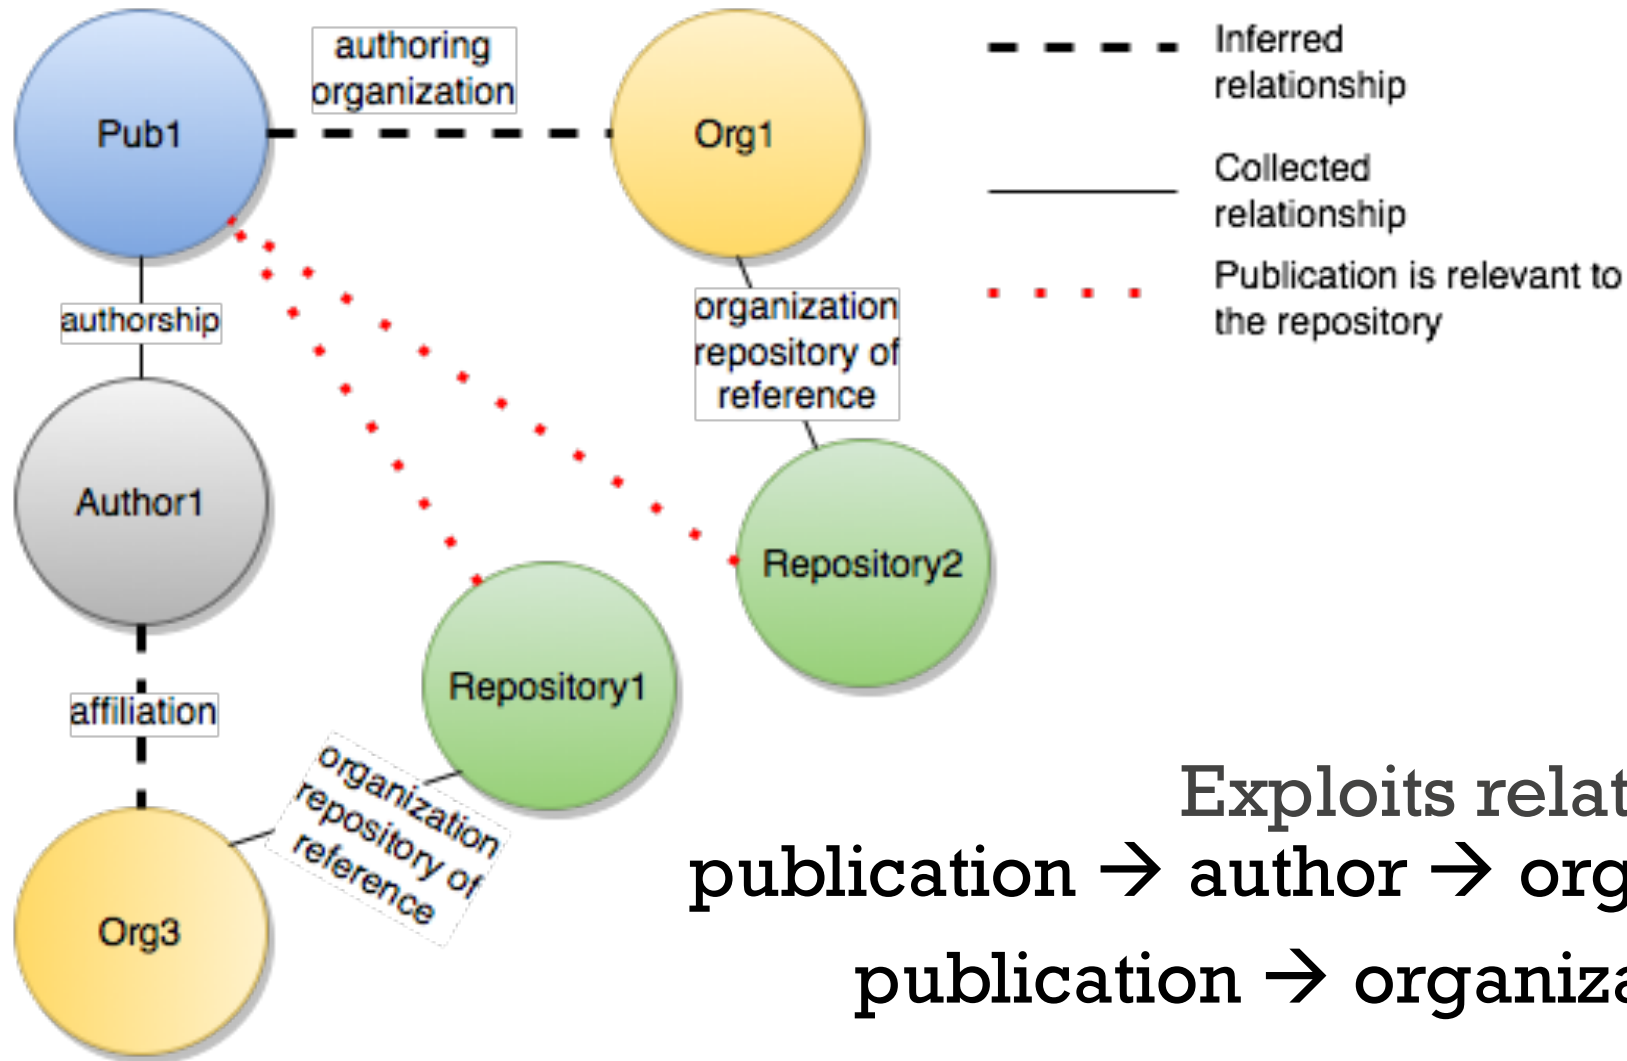 authoring
organization
Pub1
Org1
Inferred
relationship
Collected
relationship
Publication is relevant to
the repository
authorship
organization
repository of
reference
Author1
Repository2
Repository1
affiliation
organization
repository of
reference
Org3
Exploits relat
publication → author → org
publication → organiza